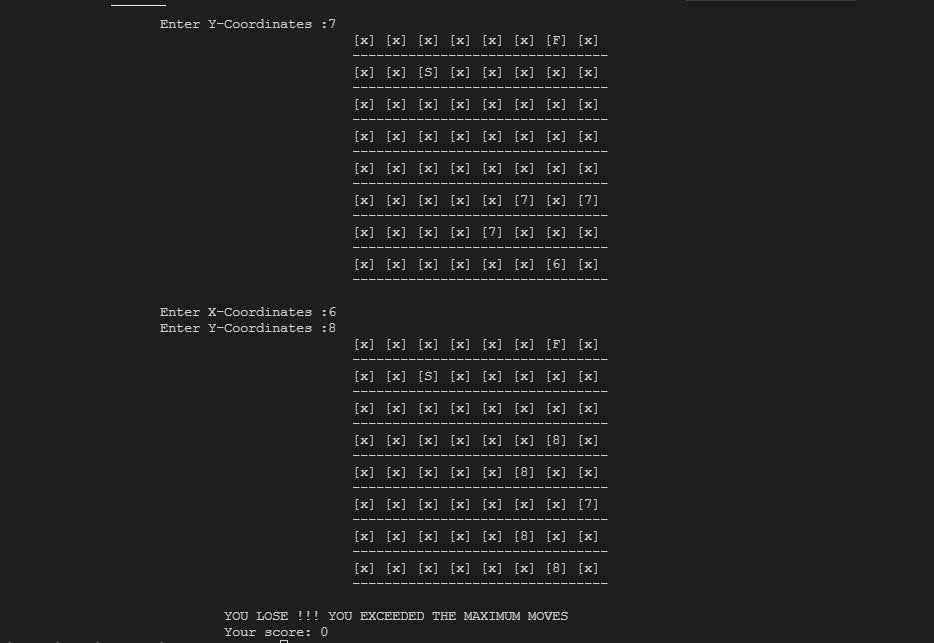 Enter Y-Coordinates :7
[x] [x] [x] [x] [x] [x] [F] [x]
--------------------------------
[x] [x] [S] [x] [x] [x] [x] [x]
--------------------------------
[x] [x] [x] [x] [x] [x] [x] [x]
--------------------------------
[x] [x] [x] [x] [x] [x] [x] [x]
--------------------------------
[x] [x] [x] [x] [x] [x] [x] [x]
--------------------------------
[x] [x] [x] [x] [x] [7] [x] [7]
--------------------------------
[x] [x] [x] [x] [7] [x] [x] [x]
--------------------------------
[x] [x] [x] [x] [x] [x] [6] [x]
--------------------------------
Enter X-Coordinates :6
Enter Y-Coordinates :8
[x] [x] [x] [x] [x] [x] [F] [x]
--------------------------------
[x] [x] [S] [x] [x] [x] [x] [x]
--------------------------------
[x] [x] [x] [x] [x] [x] [x] [x]
--------------------------------
[x] [x] [x] [x] [x] [x] [8] [x]
--------------------------------
[x] [x] [x] [x] [x] [8] [x] [x]
--------------------------------
[x] [x] [x] [x] [x] [x] [x] [7]
--------------------------------
[x] [x] [x] [x] [x] [8] [x] [x]
--------------------------------
[x] [x] [x] [x] [x] [x] [8] [x]
--------------------------------
YOU LOSE !!! YOU EXCEEDED THE MAXIMUM MOVES
Your score: 0